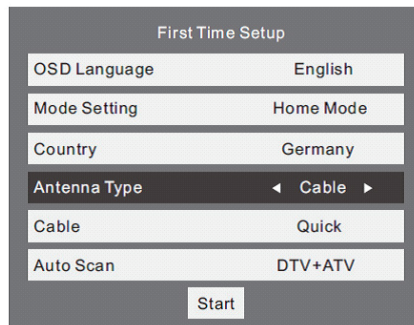 First Time Setup
OSD Language English
Mode Setting Home Mode
Country Germany
Antenna Type ◄ Cable ►
Cable Quick
Auto Scan DTV+ATV
Start